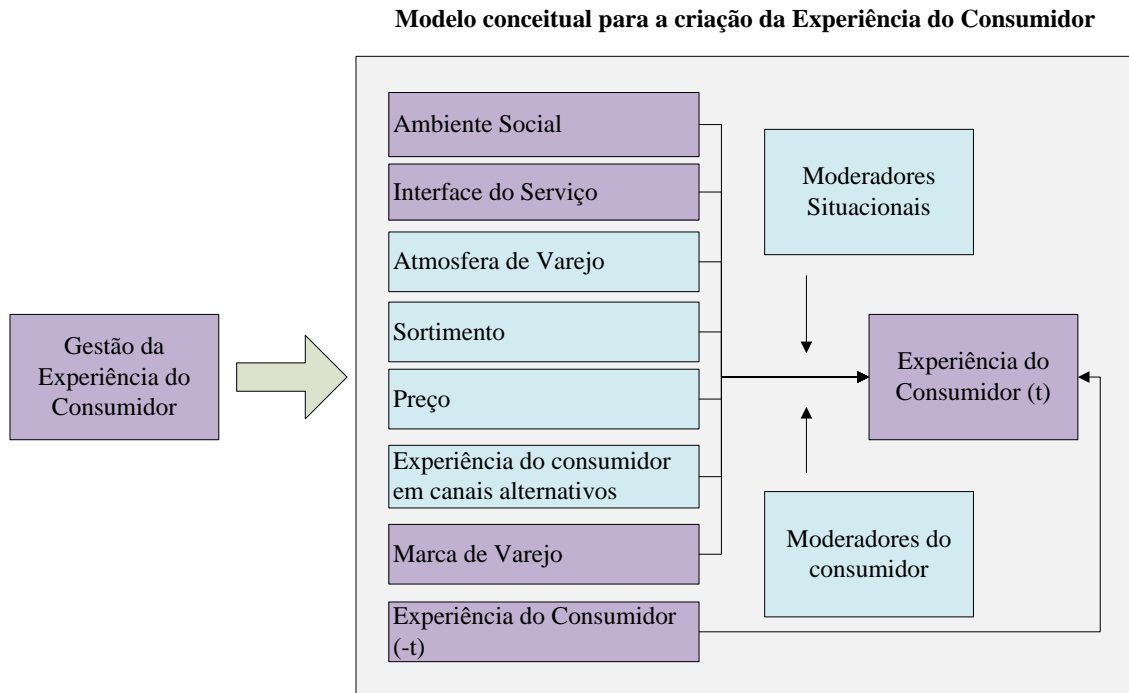 Modelo conceitual para a criação da Experiência do Consumidor
Gestão da
Experiência do
Consumidor
Ambiente Social
Interface do Serviço
Atmosfera de Varejo
Sortimento
Preço
Experiência do consumidor
em canais alternativos
Marca de Varejo
Experiência do Consumidor
(-t)
Moderadores
Situacionais
Moderadores do
consumidor
Experiência do
Consumidor (t)